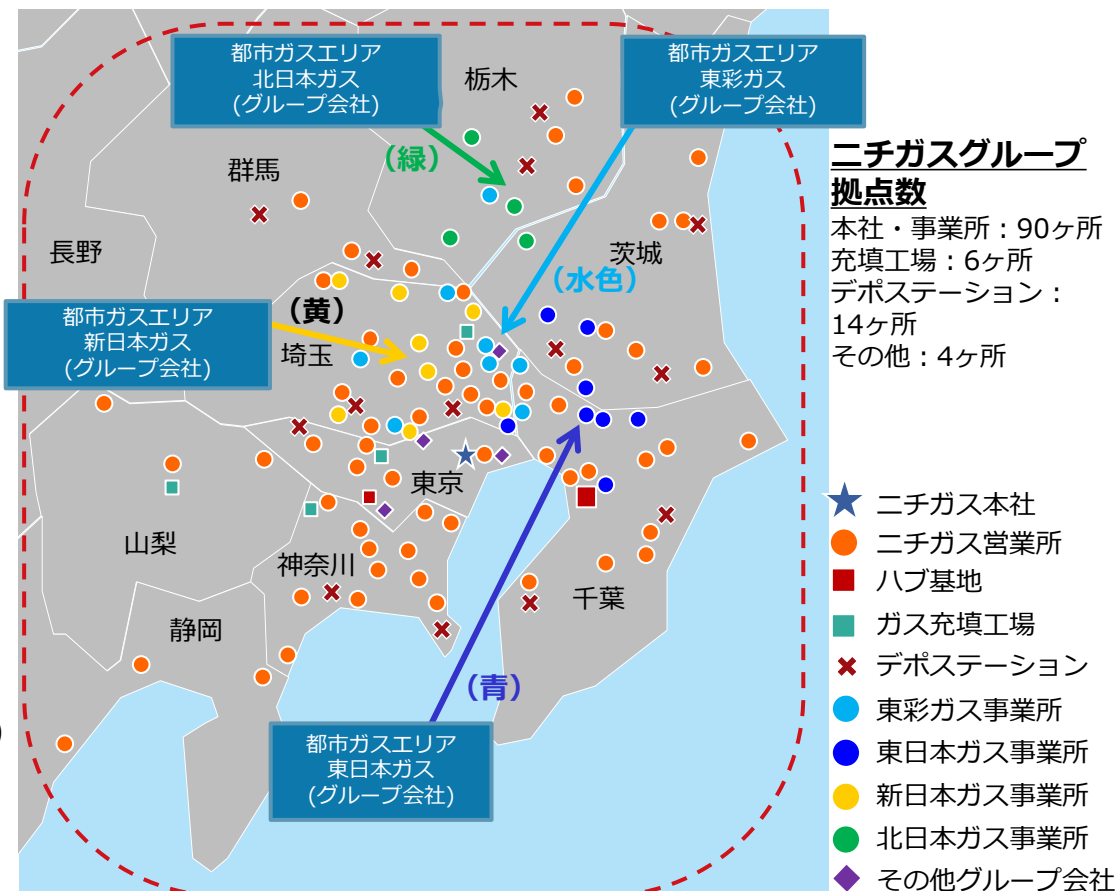 都市ガスエリア
北日本ガス
(グループ会社)
都市ガスエリア
東彩ガス
(グループ会社)
栃木
(緑)
群馬
長野
茨城
(水色)
(黄)
都市ガスエリア
新日本ガス
(グループ会社)
埼玉
東京
山梨
神奈川
千葉
静岡
(青)
都市ガスエリア
東日本ガス
(グループ会社)
)
ニチガスグループ
拠点数
本社・事業所：90ヶ所
充填工場：6ヶ所
デポステーション：
14ヶ所
その他：4ヶ所
ニチガス本社
ニチガス営業所
ハブ基地
ガス充填工場
デポステーション
東彩ガス事業所
東日本ガス事業所
新日本ガス事業所
北日本ガス事業所
その他グループ会社